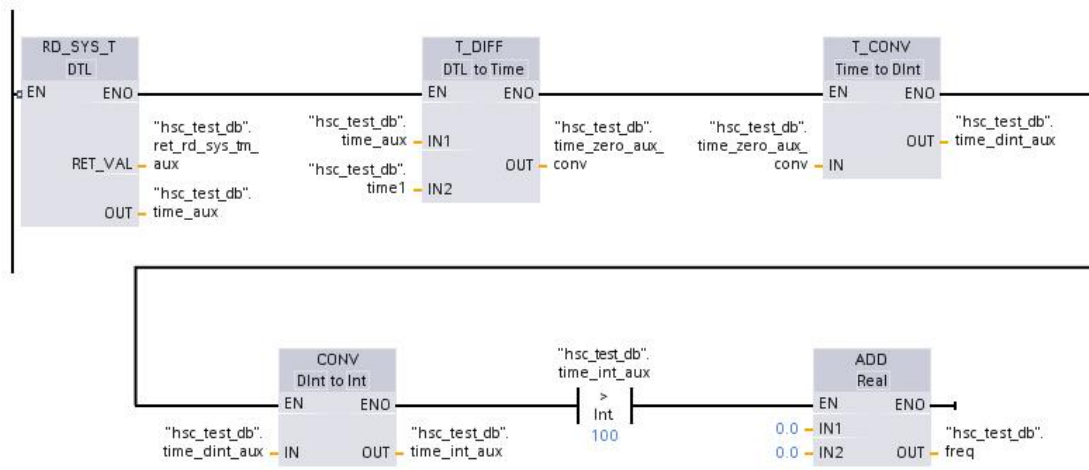 RD_SYS_T
DTL
EN ENO
RET_VAL
"hsc_test_db".
ret_rd_sys_tm_
aux
OUT
"hsc_test_db".
time_aux
T_DIFF
DTL to Time
EN ENO
"hsc_test_db".
time_aux
IN1
"hsc_test_db".
time1
IN2
OUT
"hsc_test_db".
time_zero_aux_
conv
T_CONV
Time to DInt
EN ENO
"hsc_test_db".
time_zero_aux_
conv
IN
OUT
"hsc_test_db".
time_dint_aux
CONV
DInt to Int
EN ENO
"hsc_test_db".
time_dint_aux
IN
OUT
"hsc_test_db".
time_int_aux
"hsc_test_db".
time_int_aux
>
Int
100
ADD
Real
EN ENO
0.0 IN1
0.0 IN2
OUT
"hsc_test_db".
freq